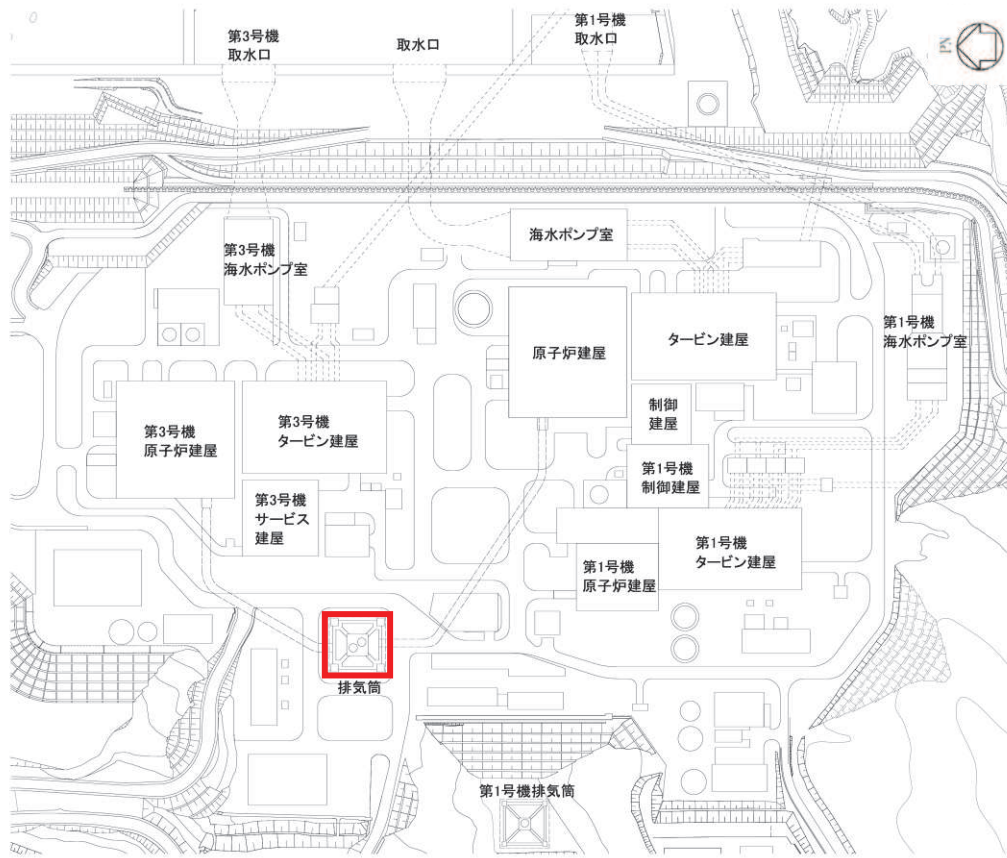 第3号機
取水口
取水口
第1号機
取水口
PN
第3号機
海水ポンプ室
海水ポンプ室
第1号機
海水ポンプ室
原子炉建屋
タービン建屋
制御
建屋
第3号機
原子炉建屋
第3号機
タービン建屋
第1号機
制御建屋
第3号機
サービス
建屋
第1号機
原子炉建屋
第1号機
タービン建屋
排気筒
第1号機排気筒